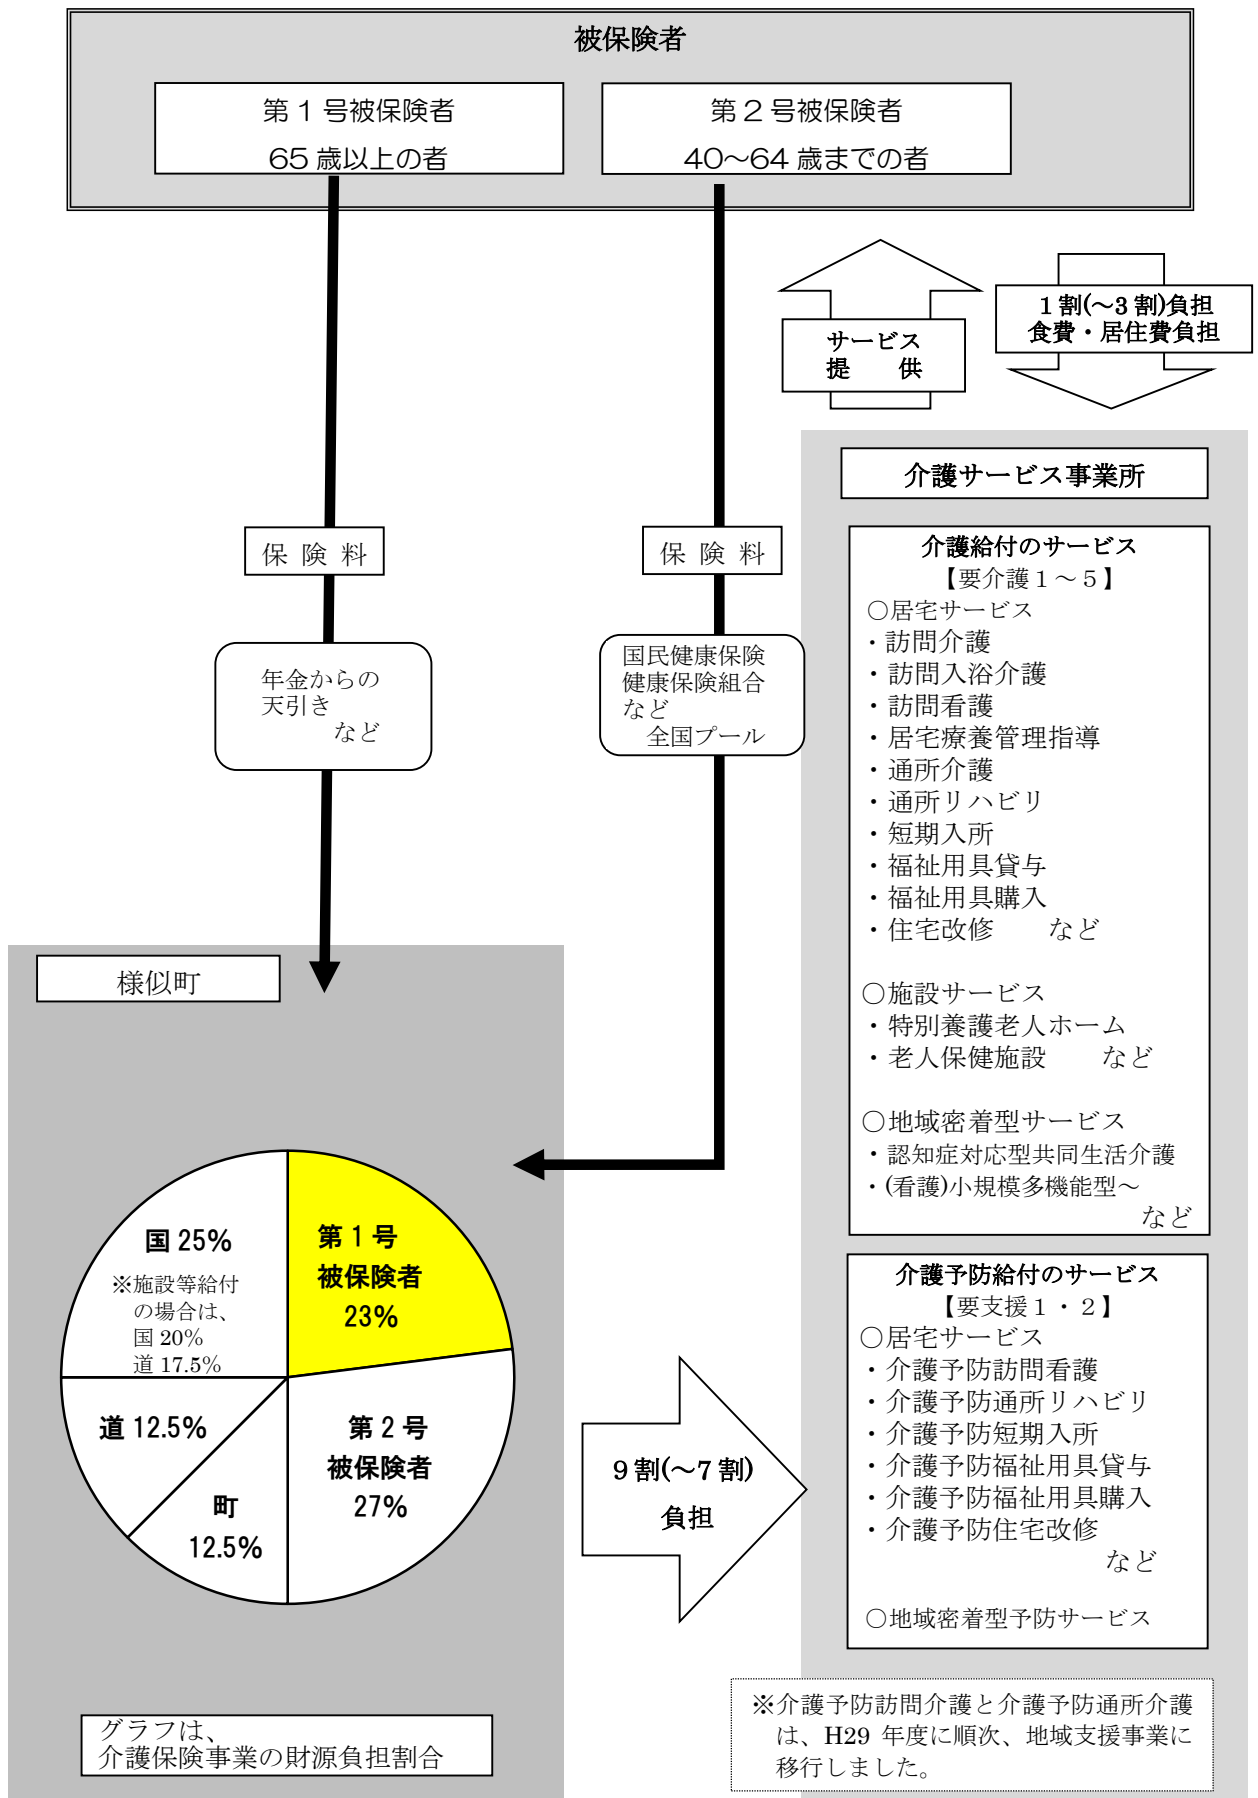 被保険者
第1号被保険者
65歳以上の者
第2号被保険者
40～64歳までの者
サービス
提　　供
1割(～3割)負担
食費・居住費負担
保 険 料
保 険 料
年金からの
天引き
など
国民健康保険
健康保険組合
など
全国プール
介護サービス事業所
介護給付のサービス
【要介護１～５】
○居宅サービス
・訪問介護
・訪問入浴介護
・訪問看護
・居宅療養管理指導
・通所介護
・通所リハビリ
・短期入所
・福祉用具貸与
・福祉用具購入
・住宅改修　　など
○施設サービス
・特別養護老人ホーム
・老人保健施設　　など
○地域密着型サービス
・認知症対応型共同生活介護
・(看護)小規模多機能型～
など
介護予防給付のサービス
【要支援１・２】
○居宅サービス
・介護予防訪問看護
・介護予防通所リハビリ
・介護予防短期入所
・介護予防福祉用具貸与
・介護予防福祉用具購入
・介護予防住宅改修
など
○地域密着型予防サービス
※介護予防訪問介護と介護予防通所介護
は、H29 年度に順次、地域支援事業に
移行しました。
様似町
国 25%
※施設等給付
の場合は、
国 20%
道 17.5%
第1号
被保険者
23%
道 12.5%
町
12.5%
第2号
被保険者
27%
9割(～7割)
負担
グラフは、
介護保険事業の財源負担割合